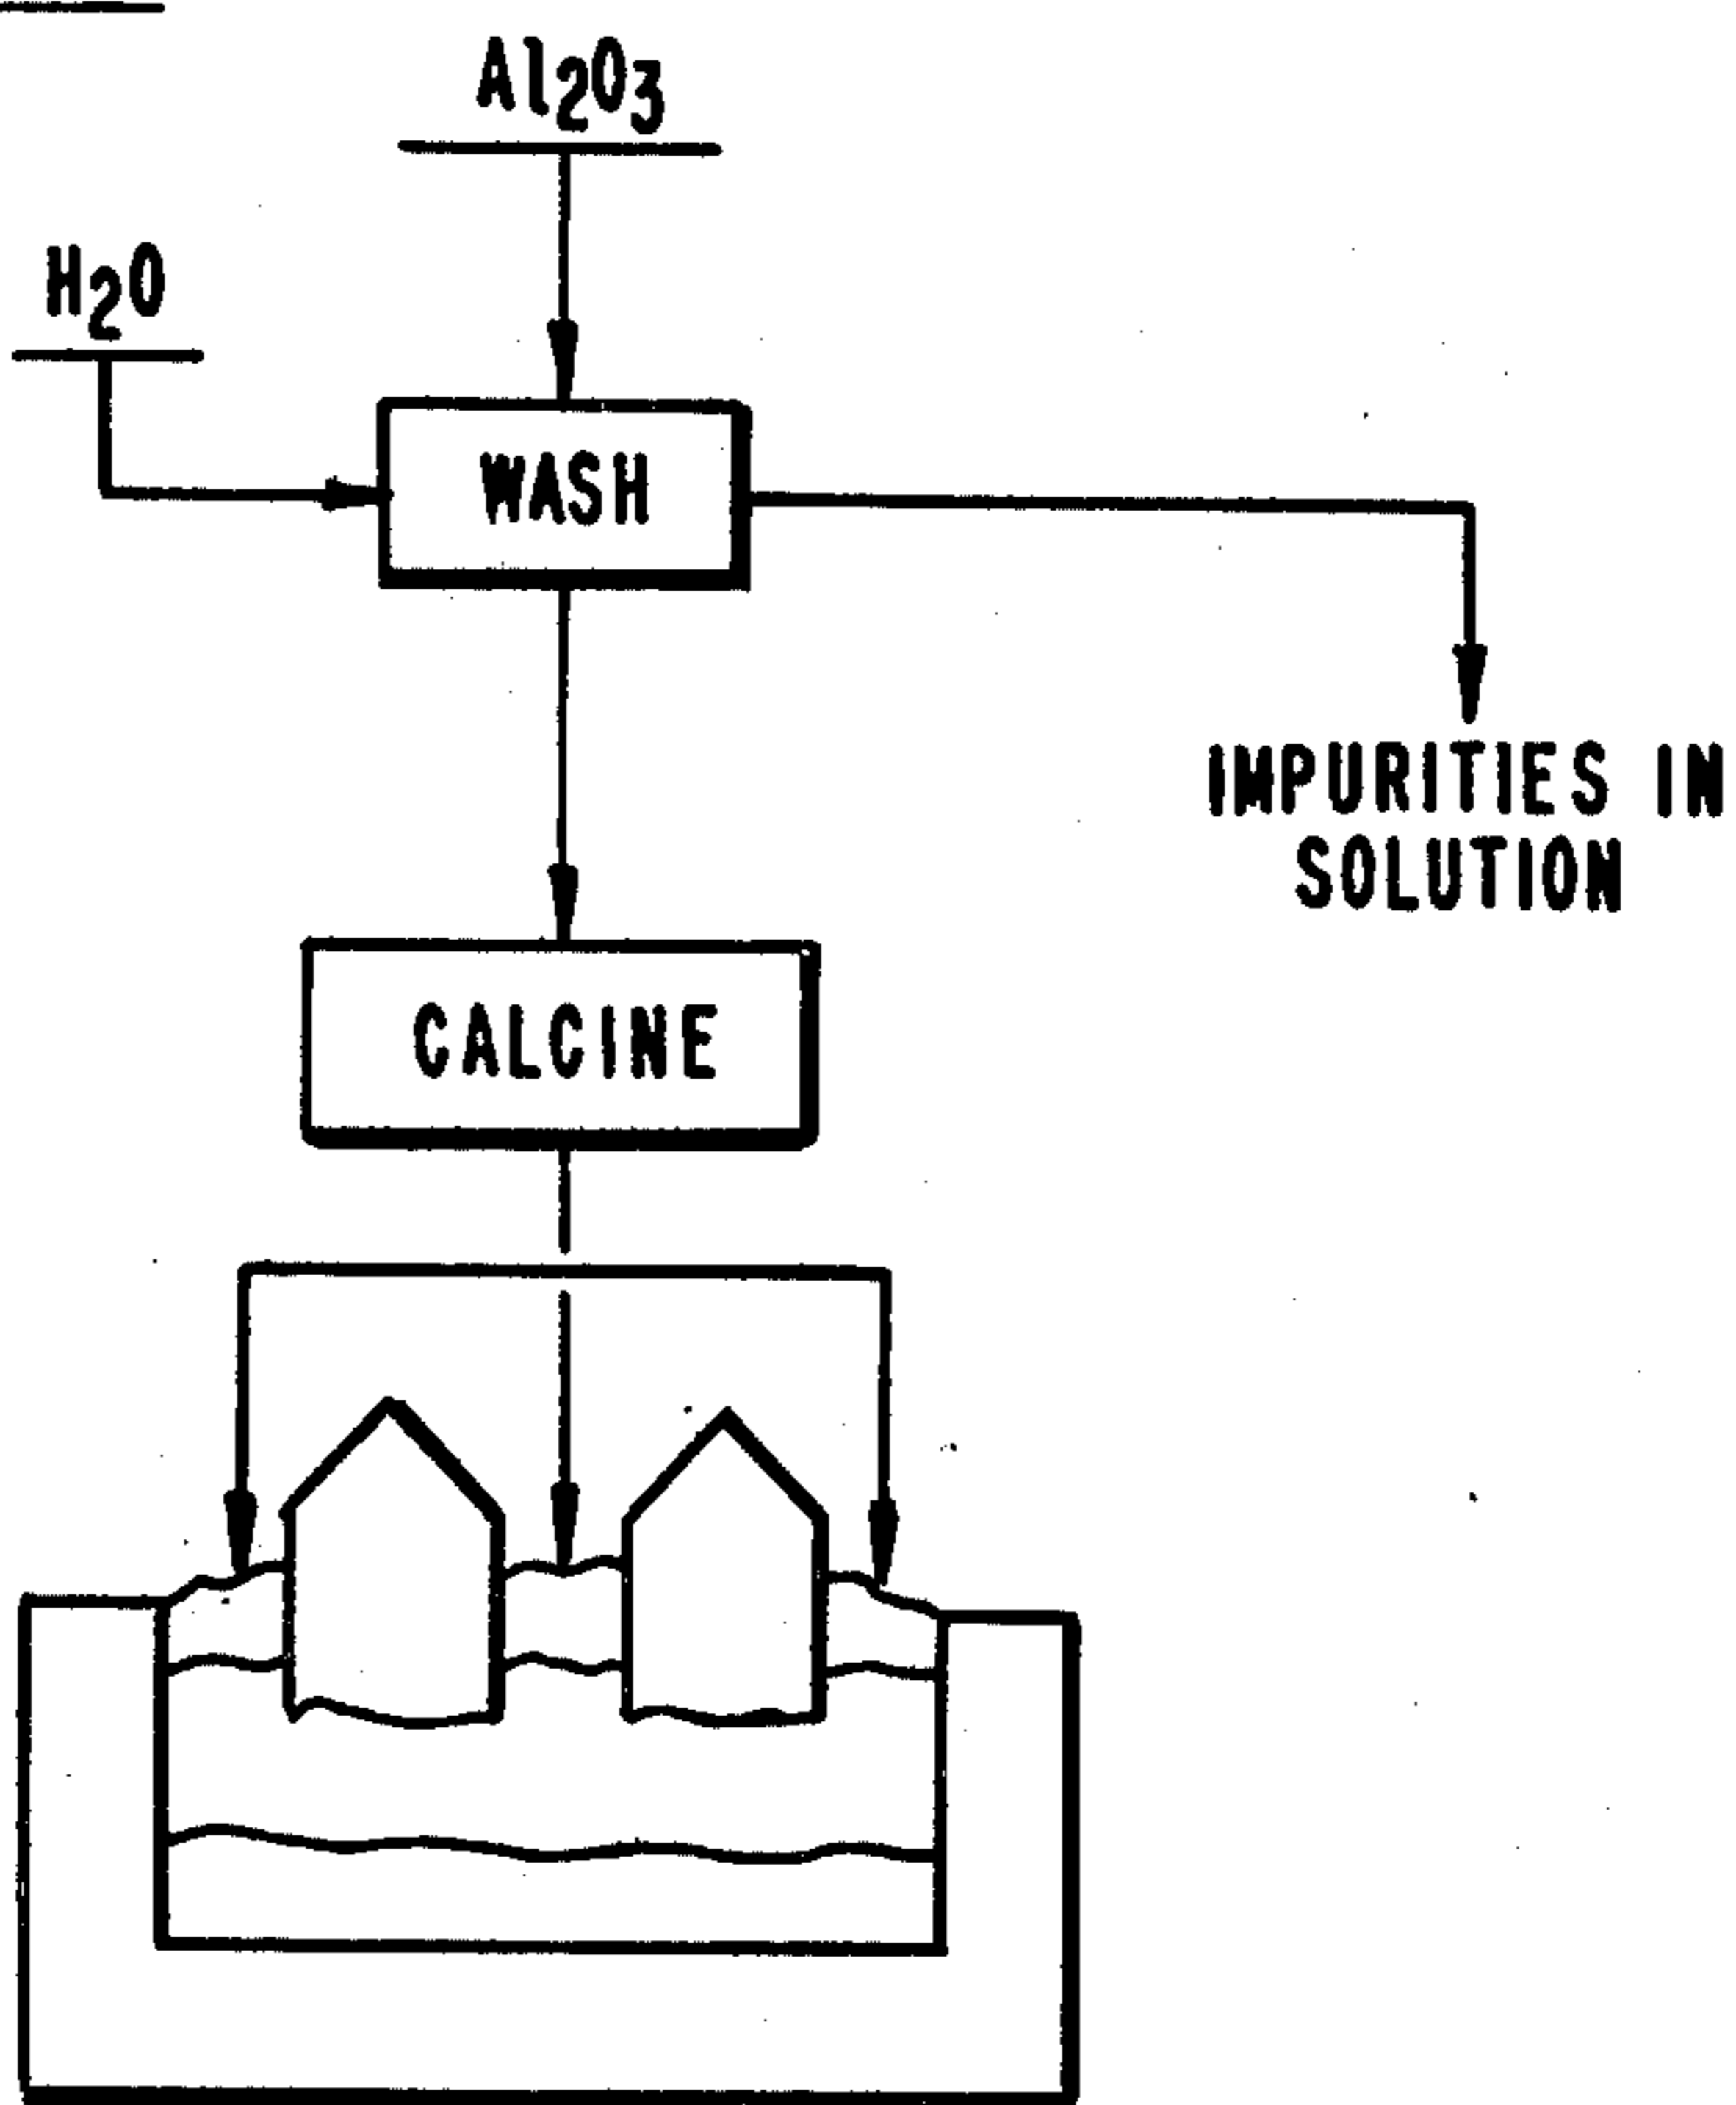 Al2O3
H2O
WASH
IMPURITIES IN
SOLUTION
CALCINE